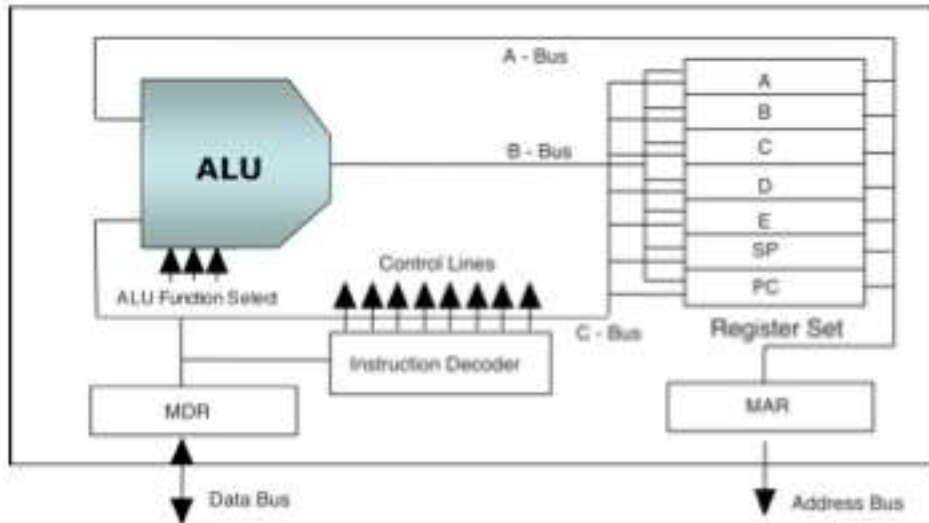 A - Bus
A
B
ALU
B - Bus
C
D
E
SP
PC
Control Lines
ALU Function Select
C - Bus
Register Set
Instruction Decoder
MDR
MAR
Data Bus
Address Bus